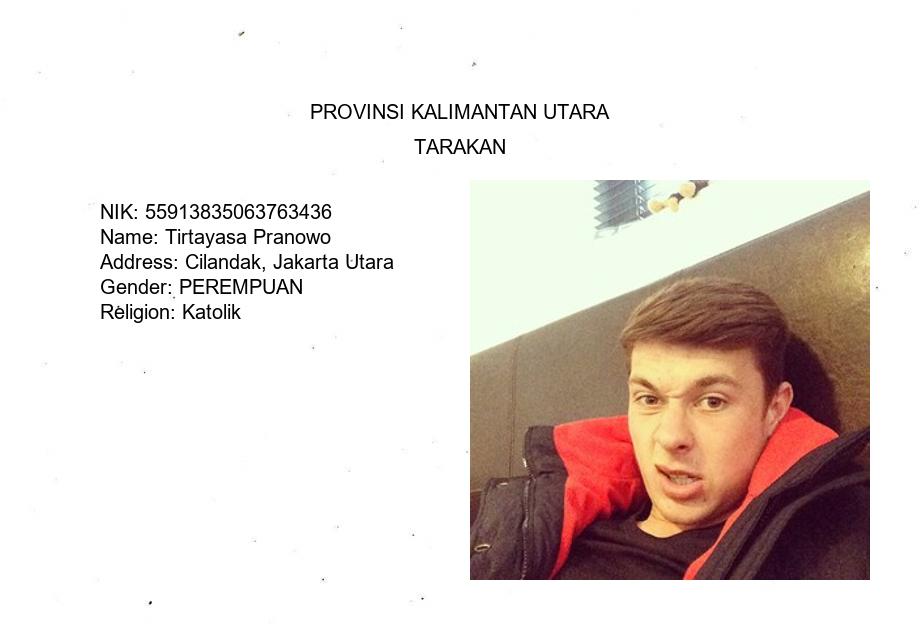 PROVINSI KALIMANTAN UTARA
TARAKAN
NIK: 55913835063763436
Name: Tirtayasa Pranowo
Address: Cilandak, Jakarta Utara
Gender: PEREMPUAN
Religion: Katolik